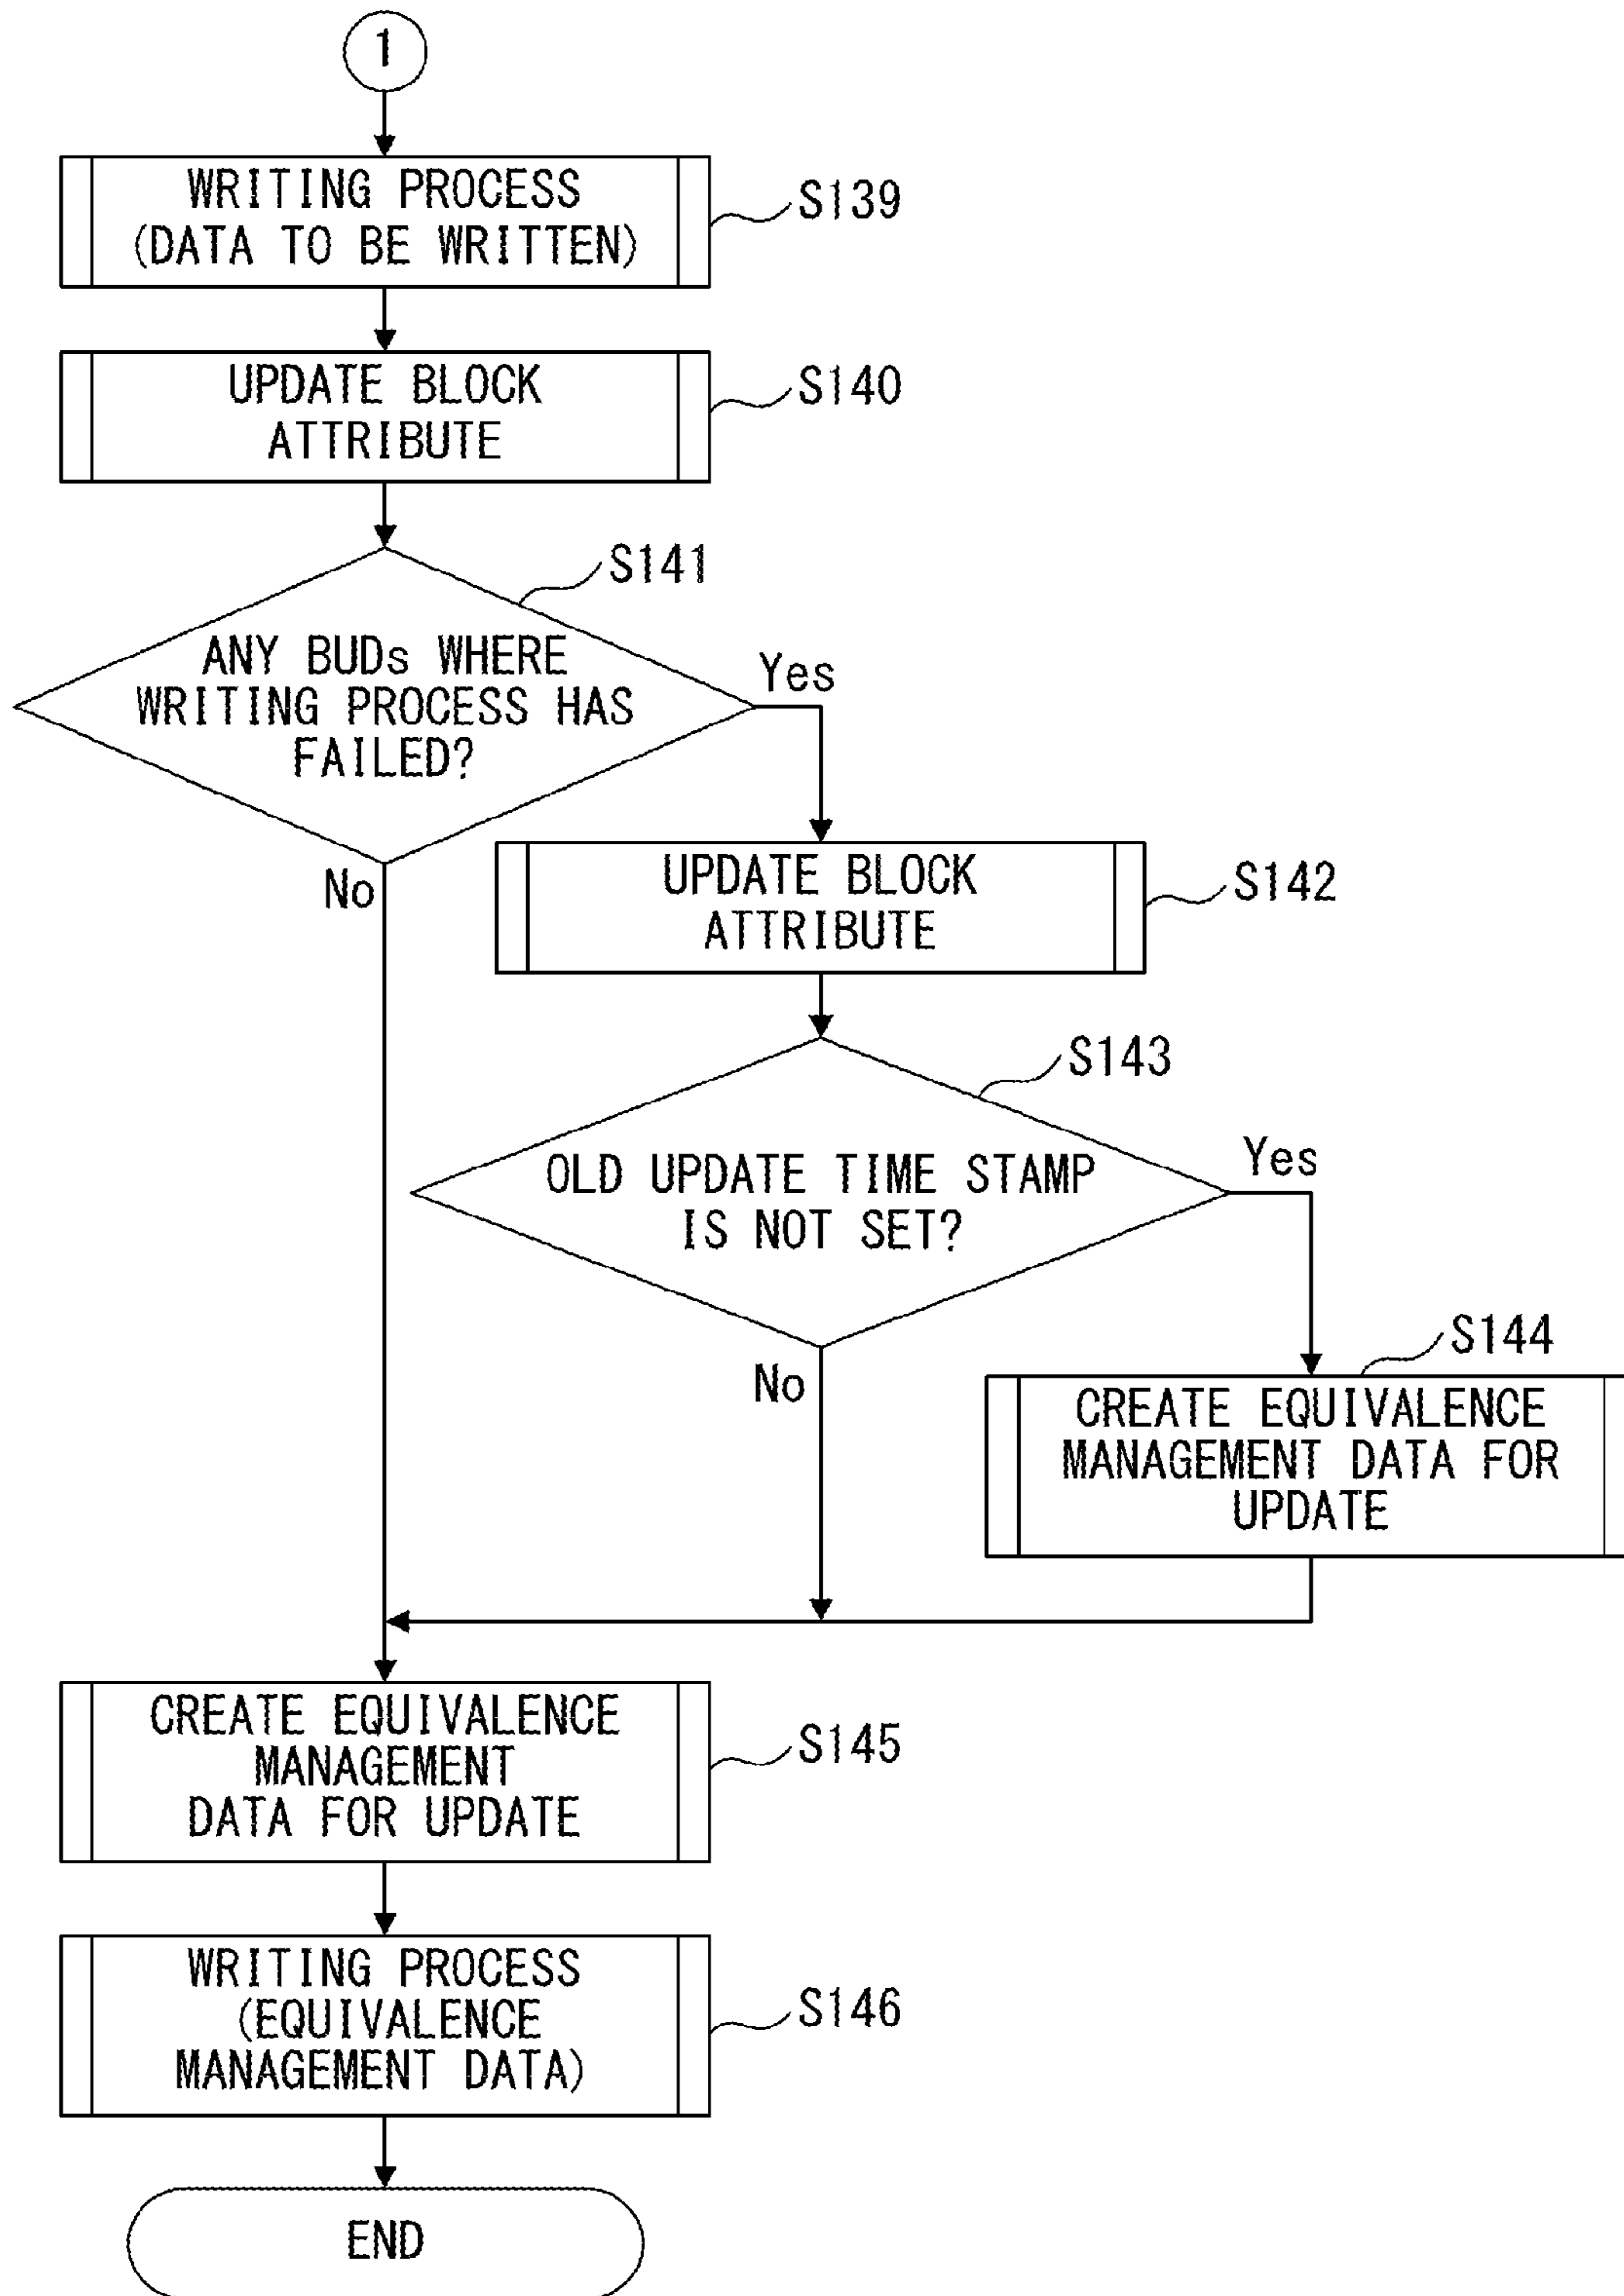 1
WRITING PROCESS
(DATA TO BE WRITTEN)
S139
UPDATE BLOCK
ATTRIBUTE
S140
S141
ANY BUDs WHERE
WRITING PROCESS HAS
FAILED?
Yes
No
UPDATE BLOCK
ATTRIBUTE
S142
S143
OLD UPDATE TIME STAMP
IS NOT SET?
Yes
No
S144
CREATE EQUIVALENCE
MANAGEMENT DATA FOR
UPDATE
CREATE EQUIVALENCE
MANAGEMENT
DATA FOR UPDATE
S145
WRITING PROCESS
(EQUIVALENCE
MANAGEMENT DATA)
S146
END